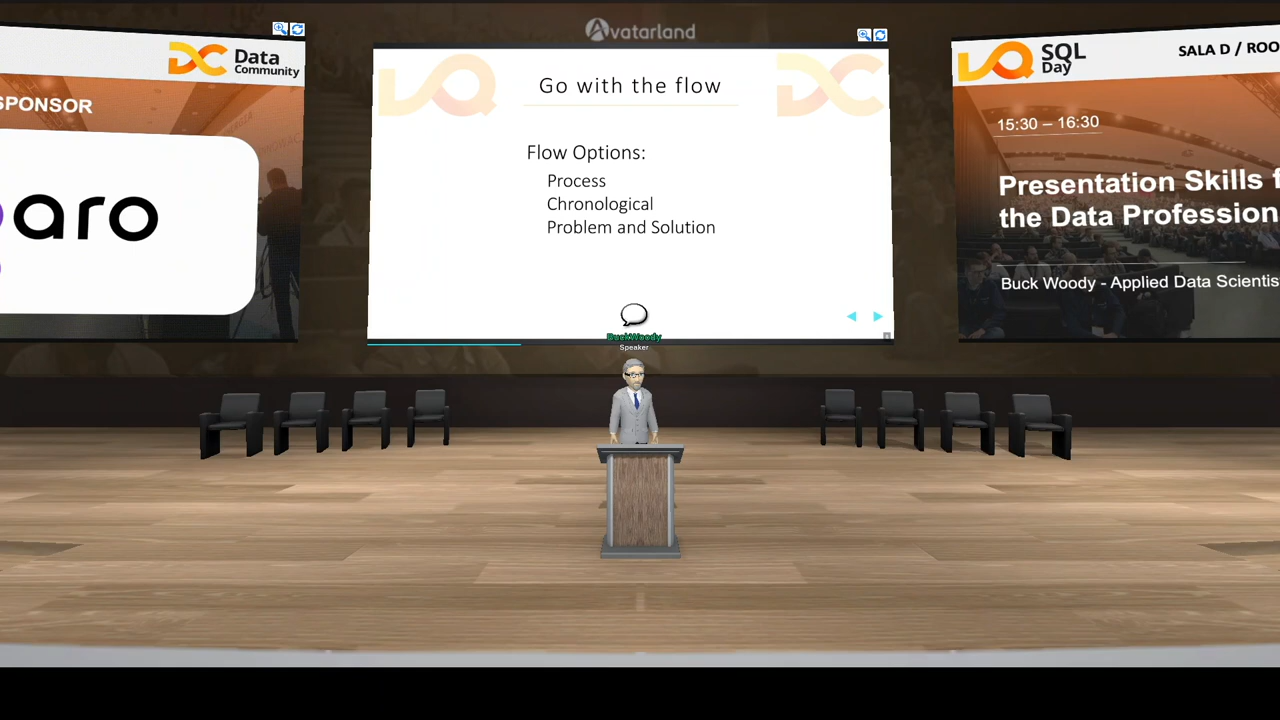 Avatarland
Data
Community
SPONSOR
aro
Go with the flow
Flow Options:
Process
Chronological
Problem and Solution
BuckWoody
Speaker
SQL
Day
SALA D / ROO
15:30 – 16:30
Presentation Skills f
the Data Profession
Buck Woody - Applied Data Scientis